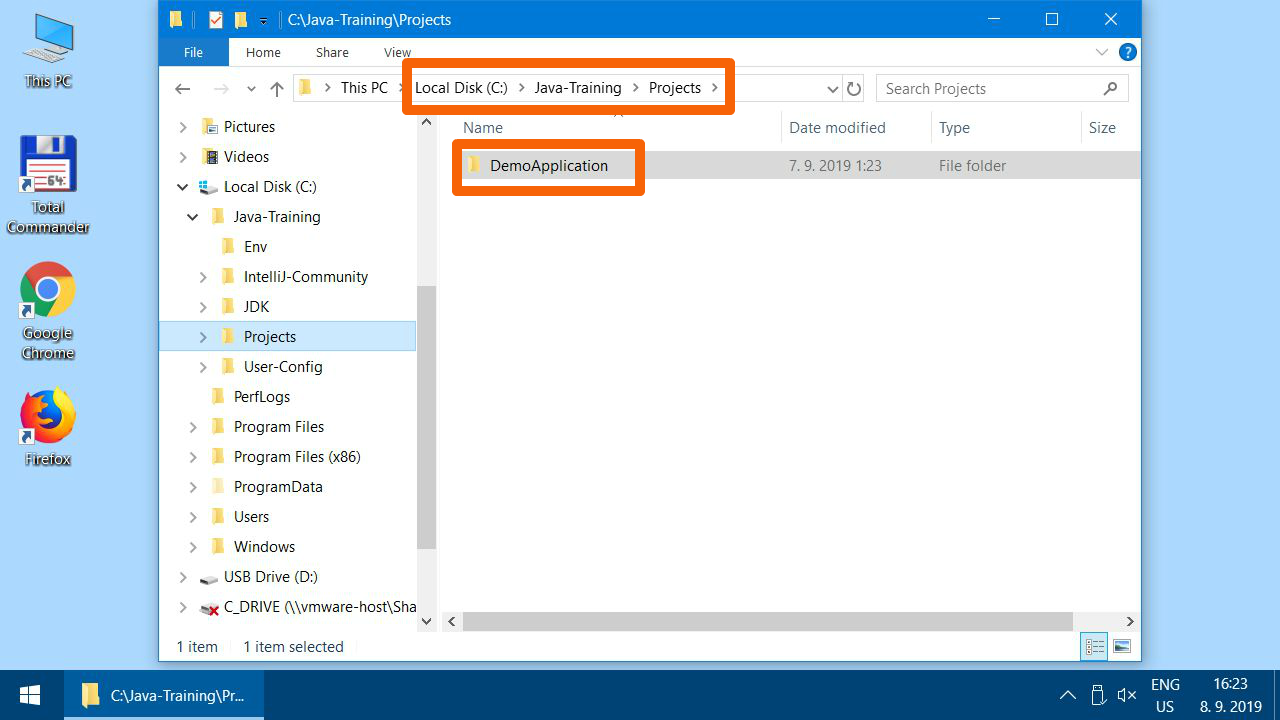 This PC
Total
Commander
Google
Chrome
Firefox
C:\Java-Training\Projects
File Home Share View
?
This PC Local Disk (C:) Java-Training Projects
Search Projects
Pictures
Videos
Local Disk (C:)
Java-Training
Env
IntelliJ-Community
JDK
Projects
User-Config
PerfLogs
Program Files
Program Files (x86)
ProgramData
Users
Windows
USB Drive (D:)
C_DRIVE (\\vmware-host\Sha
Name Date modified Type Size
DemoApplication 7. 9. 2019 1:23 File folder
1 item 1 item selected
C:\Java-Training\Pr...
ENG
US
16:23
8. 9. 2019
64